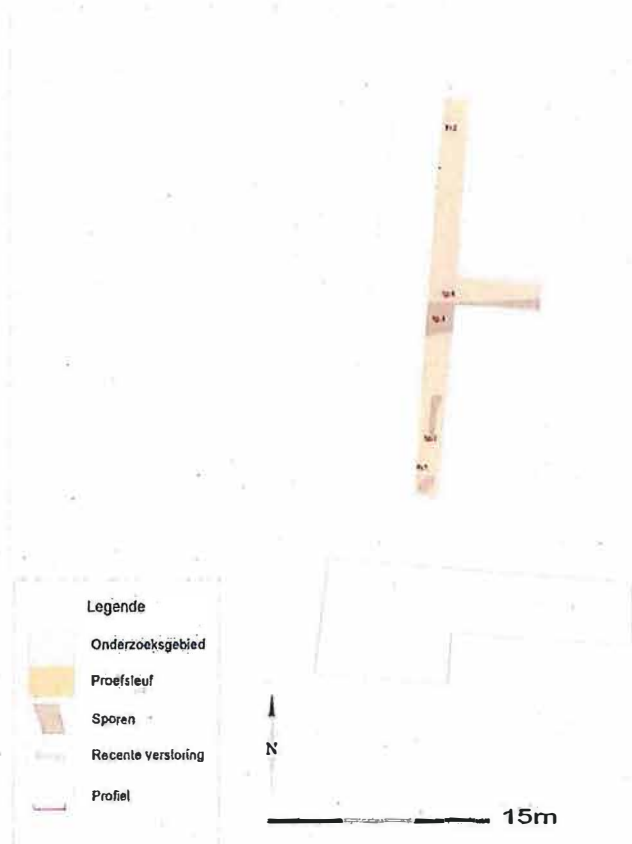 Legende
Onderzoeksgebied
Proefsleuf
Sporen
Recente verstoring
Profiel
N
15m